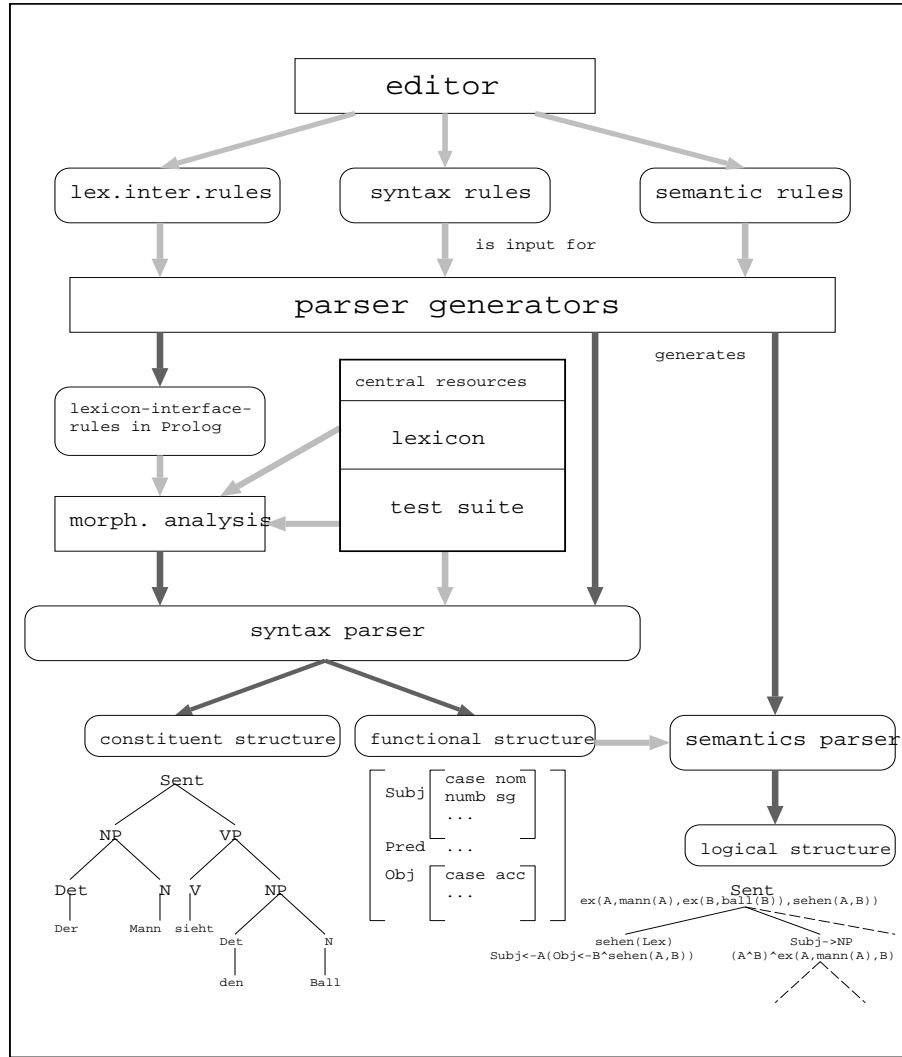 editor
lex.inter.rules
syntax rules
semantic rules
is input for
parser generators
generates
central resources
lexicon-interface-
rules in Prolog
lexicon
test suite
morph. analysis
syntax parser
constituent structure
functional structure
semantics parser
Sent
NP
VP
Det
N
V
NP
Der
Mann
sieht
Det
N
den
Ball
Subj
case nom
numb sg
...
Pred
...
Obj
case acc
...
logical structure
Sent
ex(A,mann(A),ex(B,ball(B)),sehen(A,B))
sehen(Lex)
Subj<-A(Obj<-B^sehen(A,B))
Subj->NP
(A^B)^ex(A,mann(A),B)